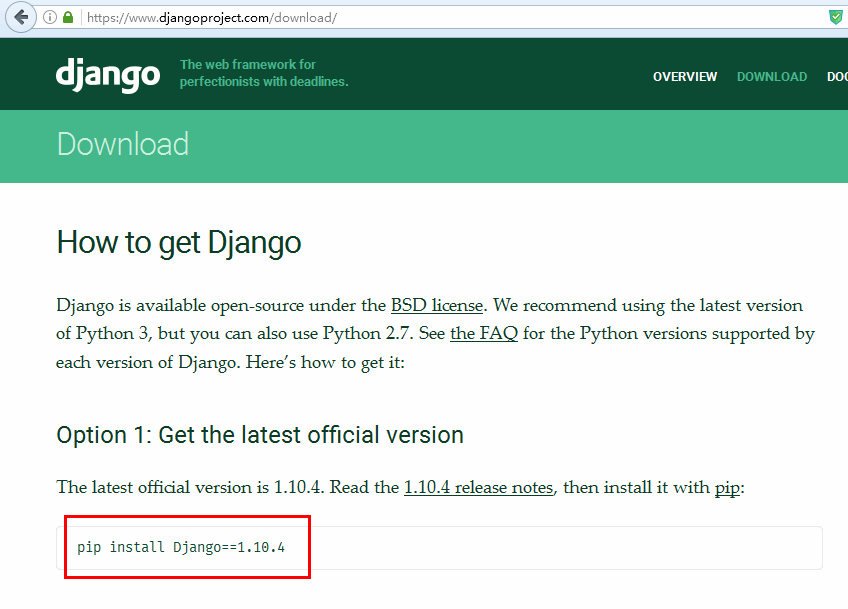 https://www.djangoproject.com/download/
django
The web framework for
perfectionists with deadlines.
OVERVIEW DOWNLOAD DOC
Download
How to get Django
Django is available open-source under the BSD license. We recommend using the latest version
of Python 3, but you can also use Python 2.7. See the FAQ for the Python versions supported by
each version of Django. Here’s how to get it:
Option 1: Get the latest official version
The latest official version is 1.10.4. Read the 1.10.4 release notes, then install it with pip:
pip install Django==1.10.4